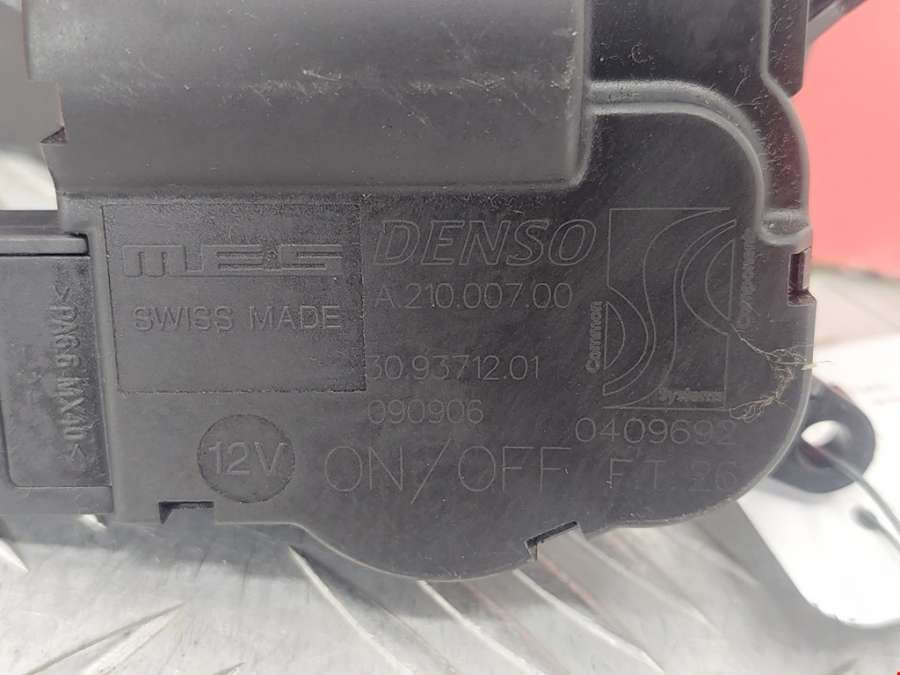 MES
SWISS MADE
DENSO
A.210.007.00
30.93712.01
090906
0409692
12V
ON/OFF F.T.26
Common
Systems
>PA66 MX40<